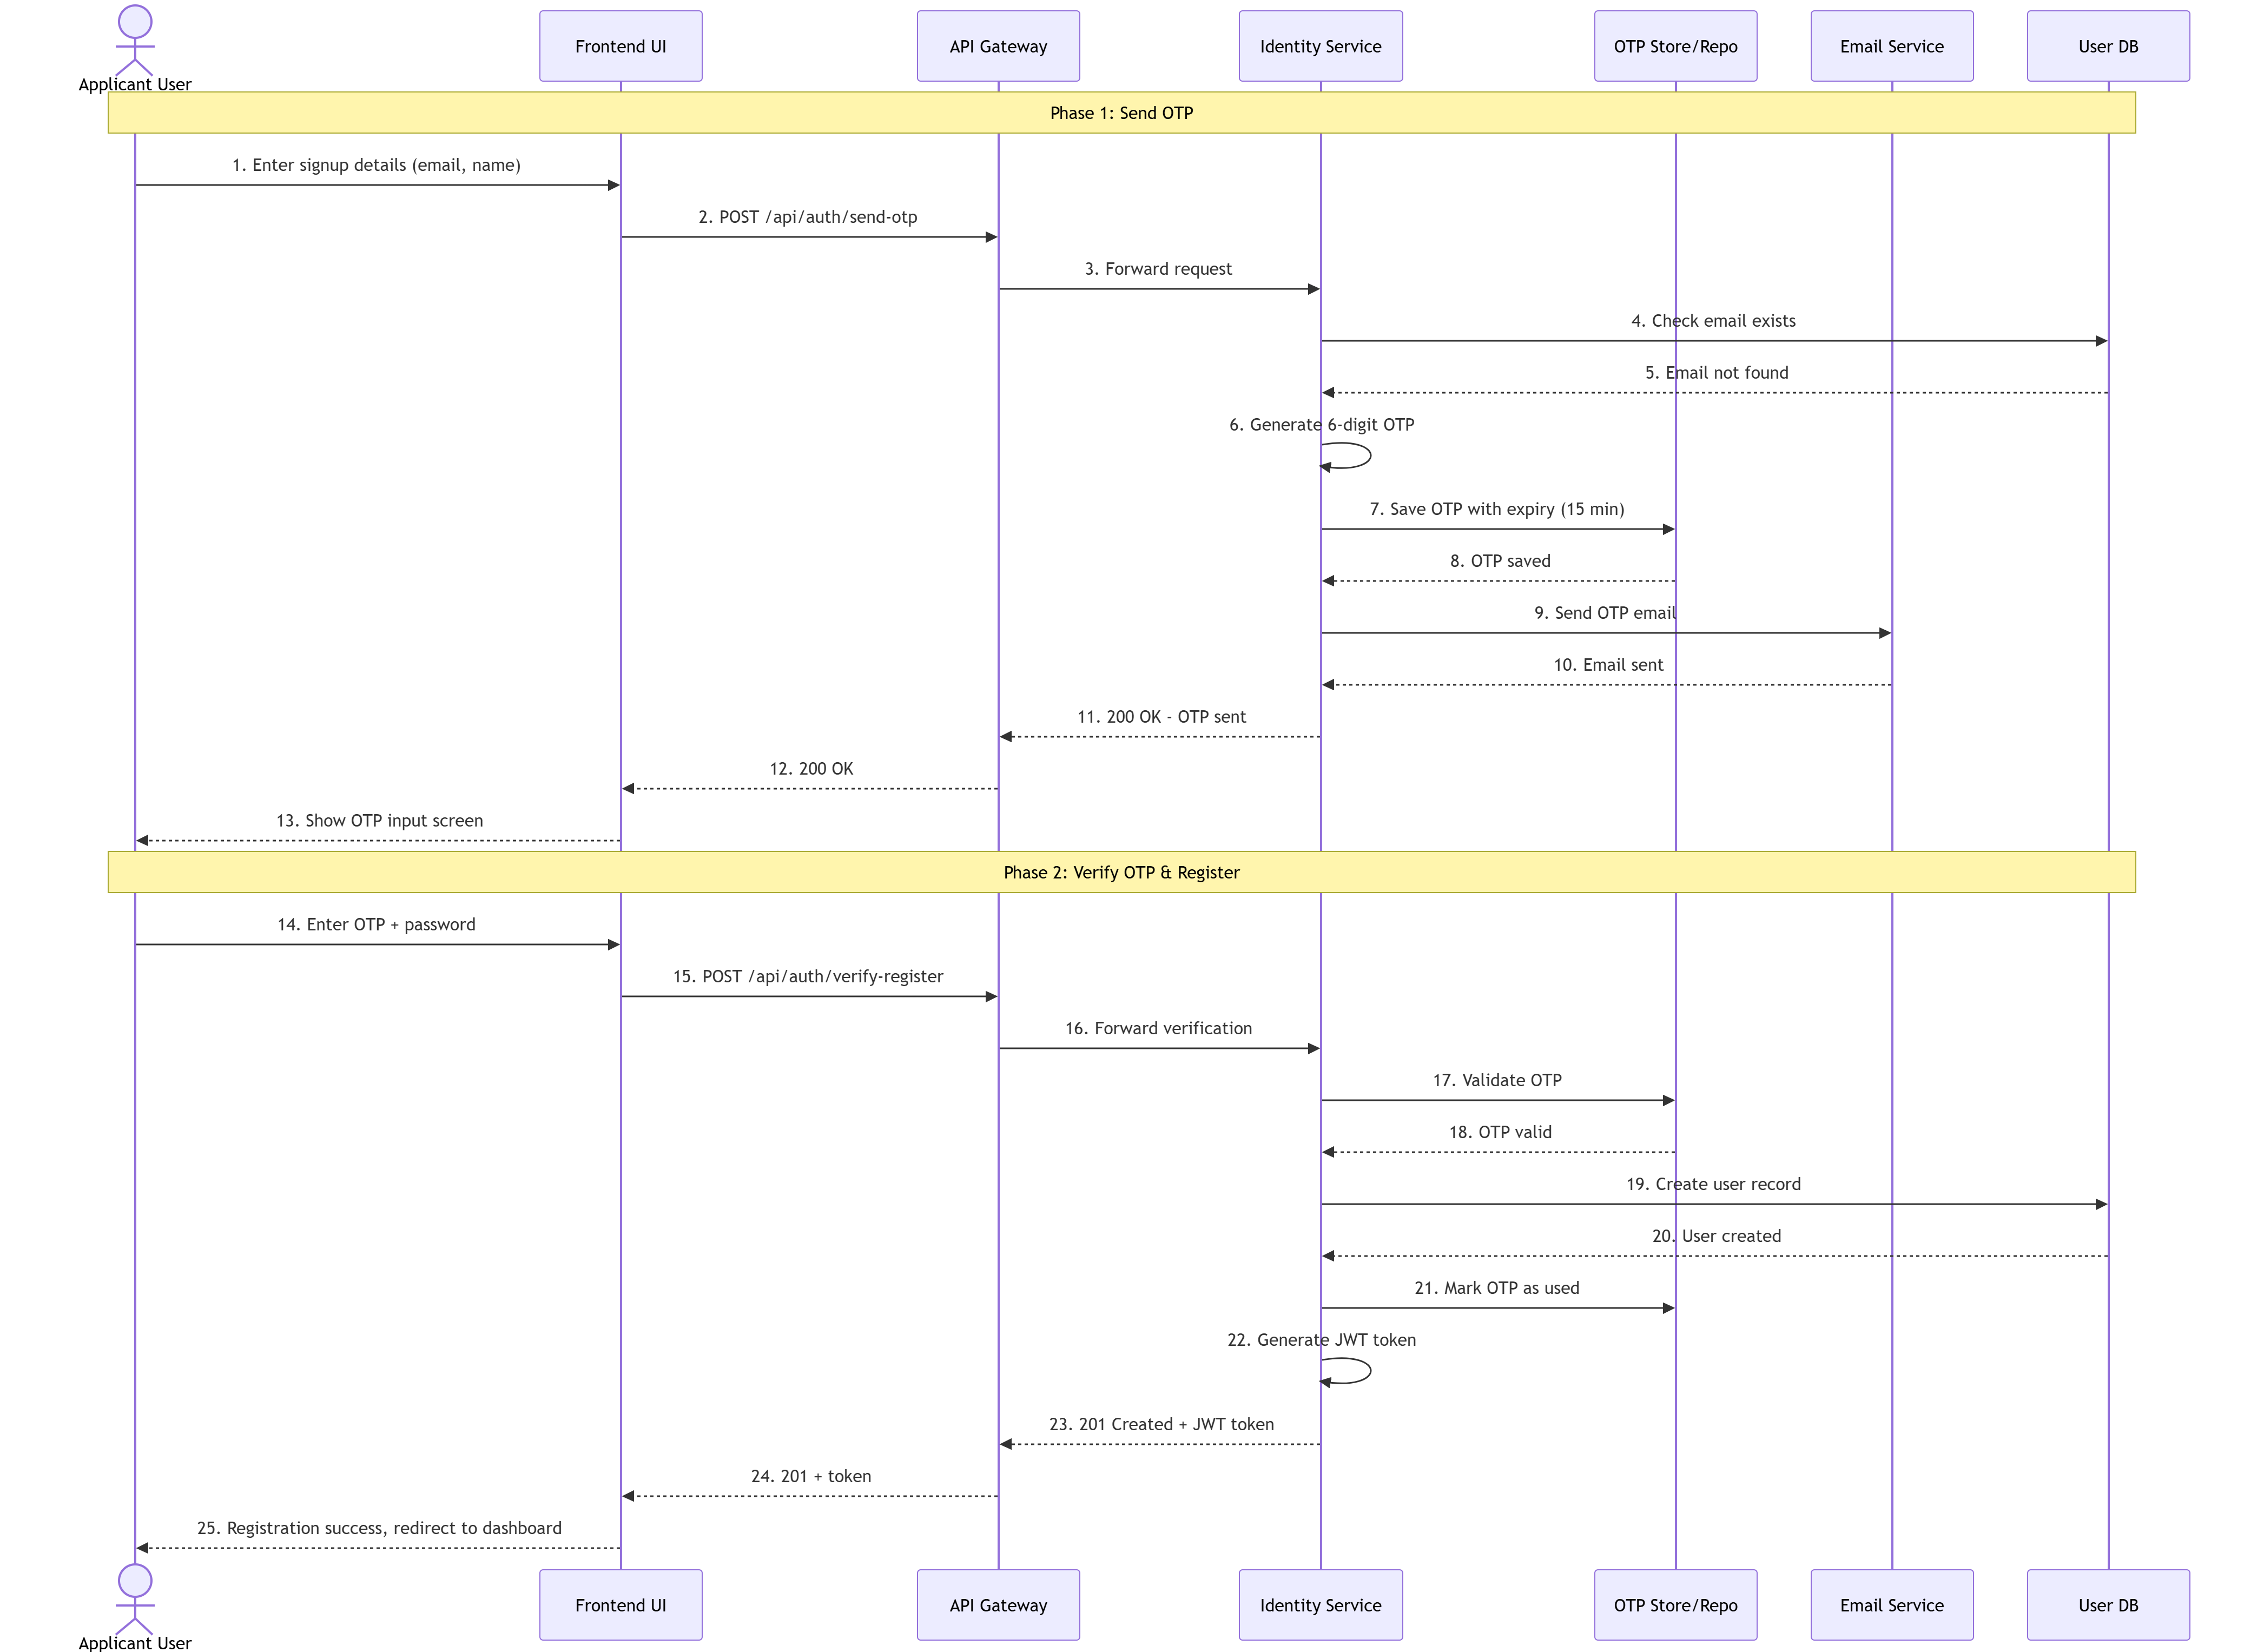 Applicant User
Frontend UI
API Gateway
Identity Service
OTP Store/Repo
Email Service
User DB
Phase 1: Send OTP
1. Enter signup details (email, name)
2. POST /api/auth/send-otp
3. Forward request
4. Check email exists
5. Email not found
6. Generate 6-digit OTP
7. Save OTP with expiry (15 min)
8. OTP saved
9. Send OTP email
10. Email sent
11. 200 OK - OTP sent
12. 200 OK
13. Show OTP input screen
Phase 2: Verify OTP & Register
14. Enter OTP + password
15. POST /api/auth/verify-register
16. Forward verification
17. Validate OTP
18. OTP valid
19. Create user record
20. User created
21. Mark OTP as used
22. Generate JWT token
23. 201 Created + JWT token
24. 201 + token
25. Registration success, redirect to dashboard
Applicant User
Frontend UI
API Gateway
Identity Service
OTP Store/Repo
Email Service
User DB